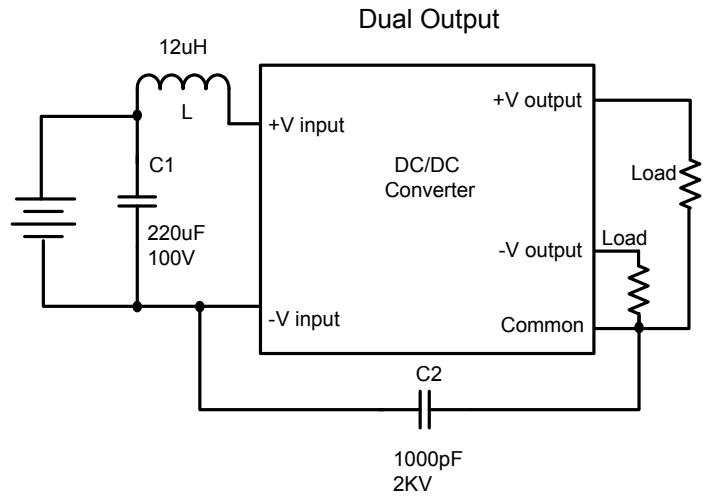 Dual Output
12uH
L
+V input
+V output
C1
DC/DC
Converter
Load
220uF
100V
Load
-V output
-V input
Common
C2
1000pF
2KV